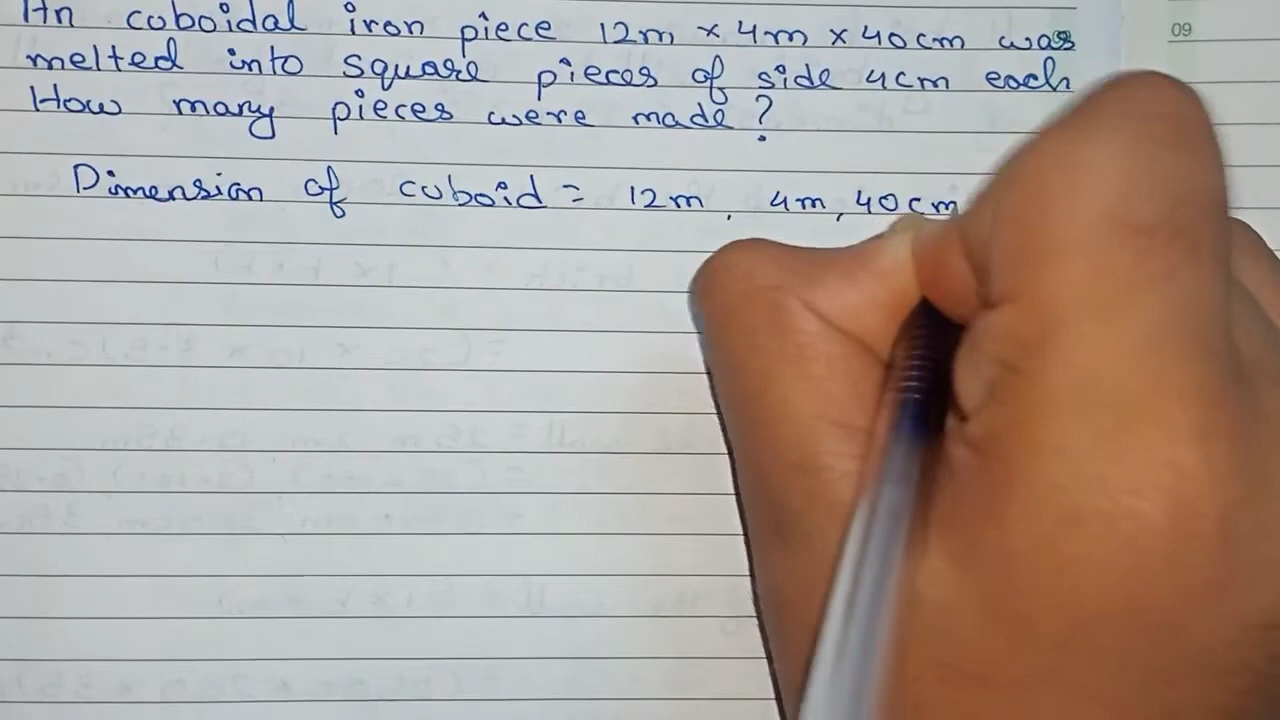 An cuboidal iron piece 12m × 4m × 40cm was
09
melted into square pieces of side 4cm each
How many pieces were made?
Dimension of cuboid = 12m, 4m, 40cm